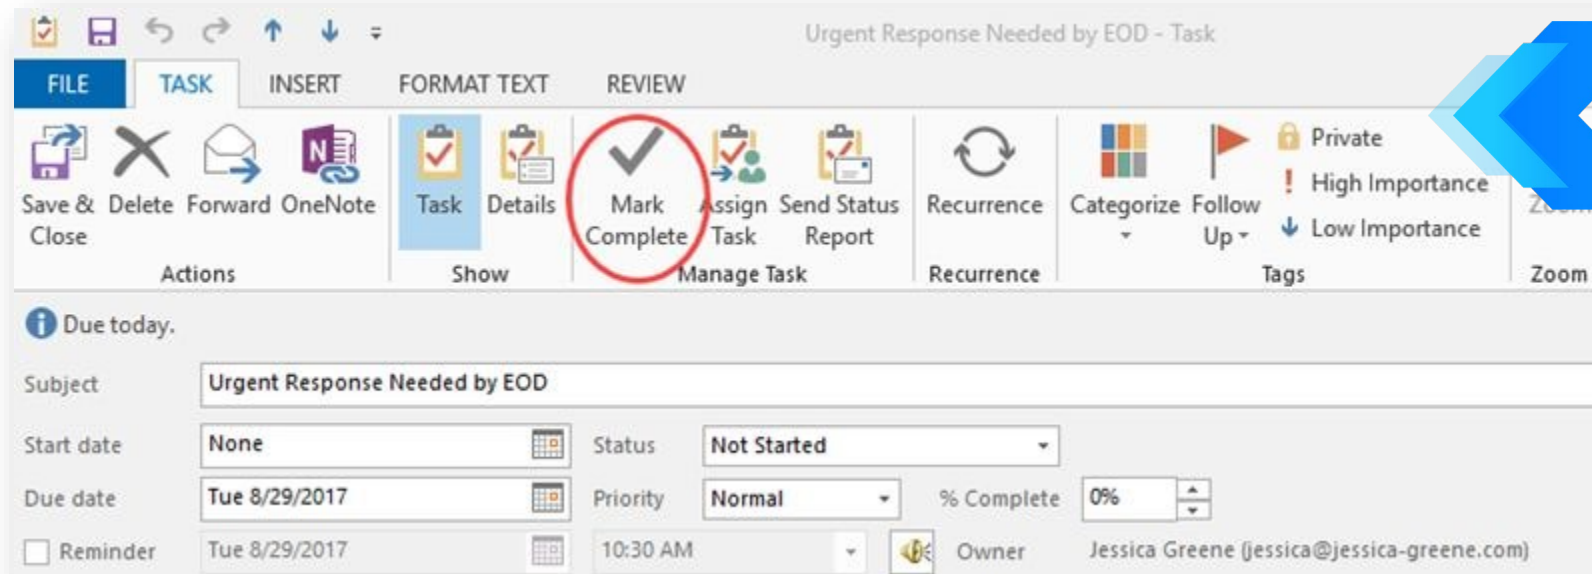 Urgent Response Needed by EOD - Task
FILE TASK INSERT FORMAT TEXT REVIEW
Save & Close
Delete
Forward
OneNote
Task
Details
Mark Complete
Assign Task
Send Status Report
Recurrence
Categorize
Follow Up
Private
High Importance
Low Importance
Zoom
Actions Show Manage Task Recurrence Tags Zoom
Due today.
Subject Urgent Response Needed by EOD
Start date None Status Not Started
Due date Tue 8/29/2017 Priority Normal % Complete 0%
Reminder Tue 8/29/2017 10:30 AM Owner Jessica Greene (jessica@jessica-greene.com)